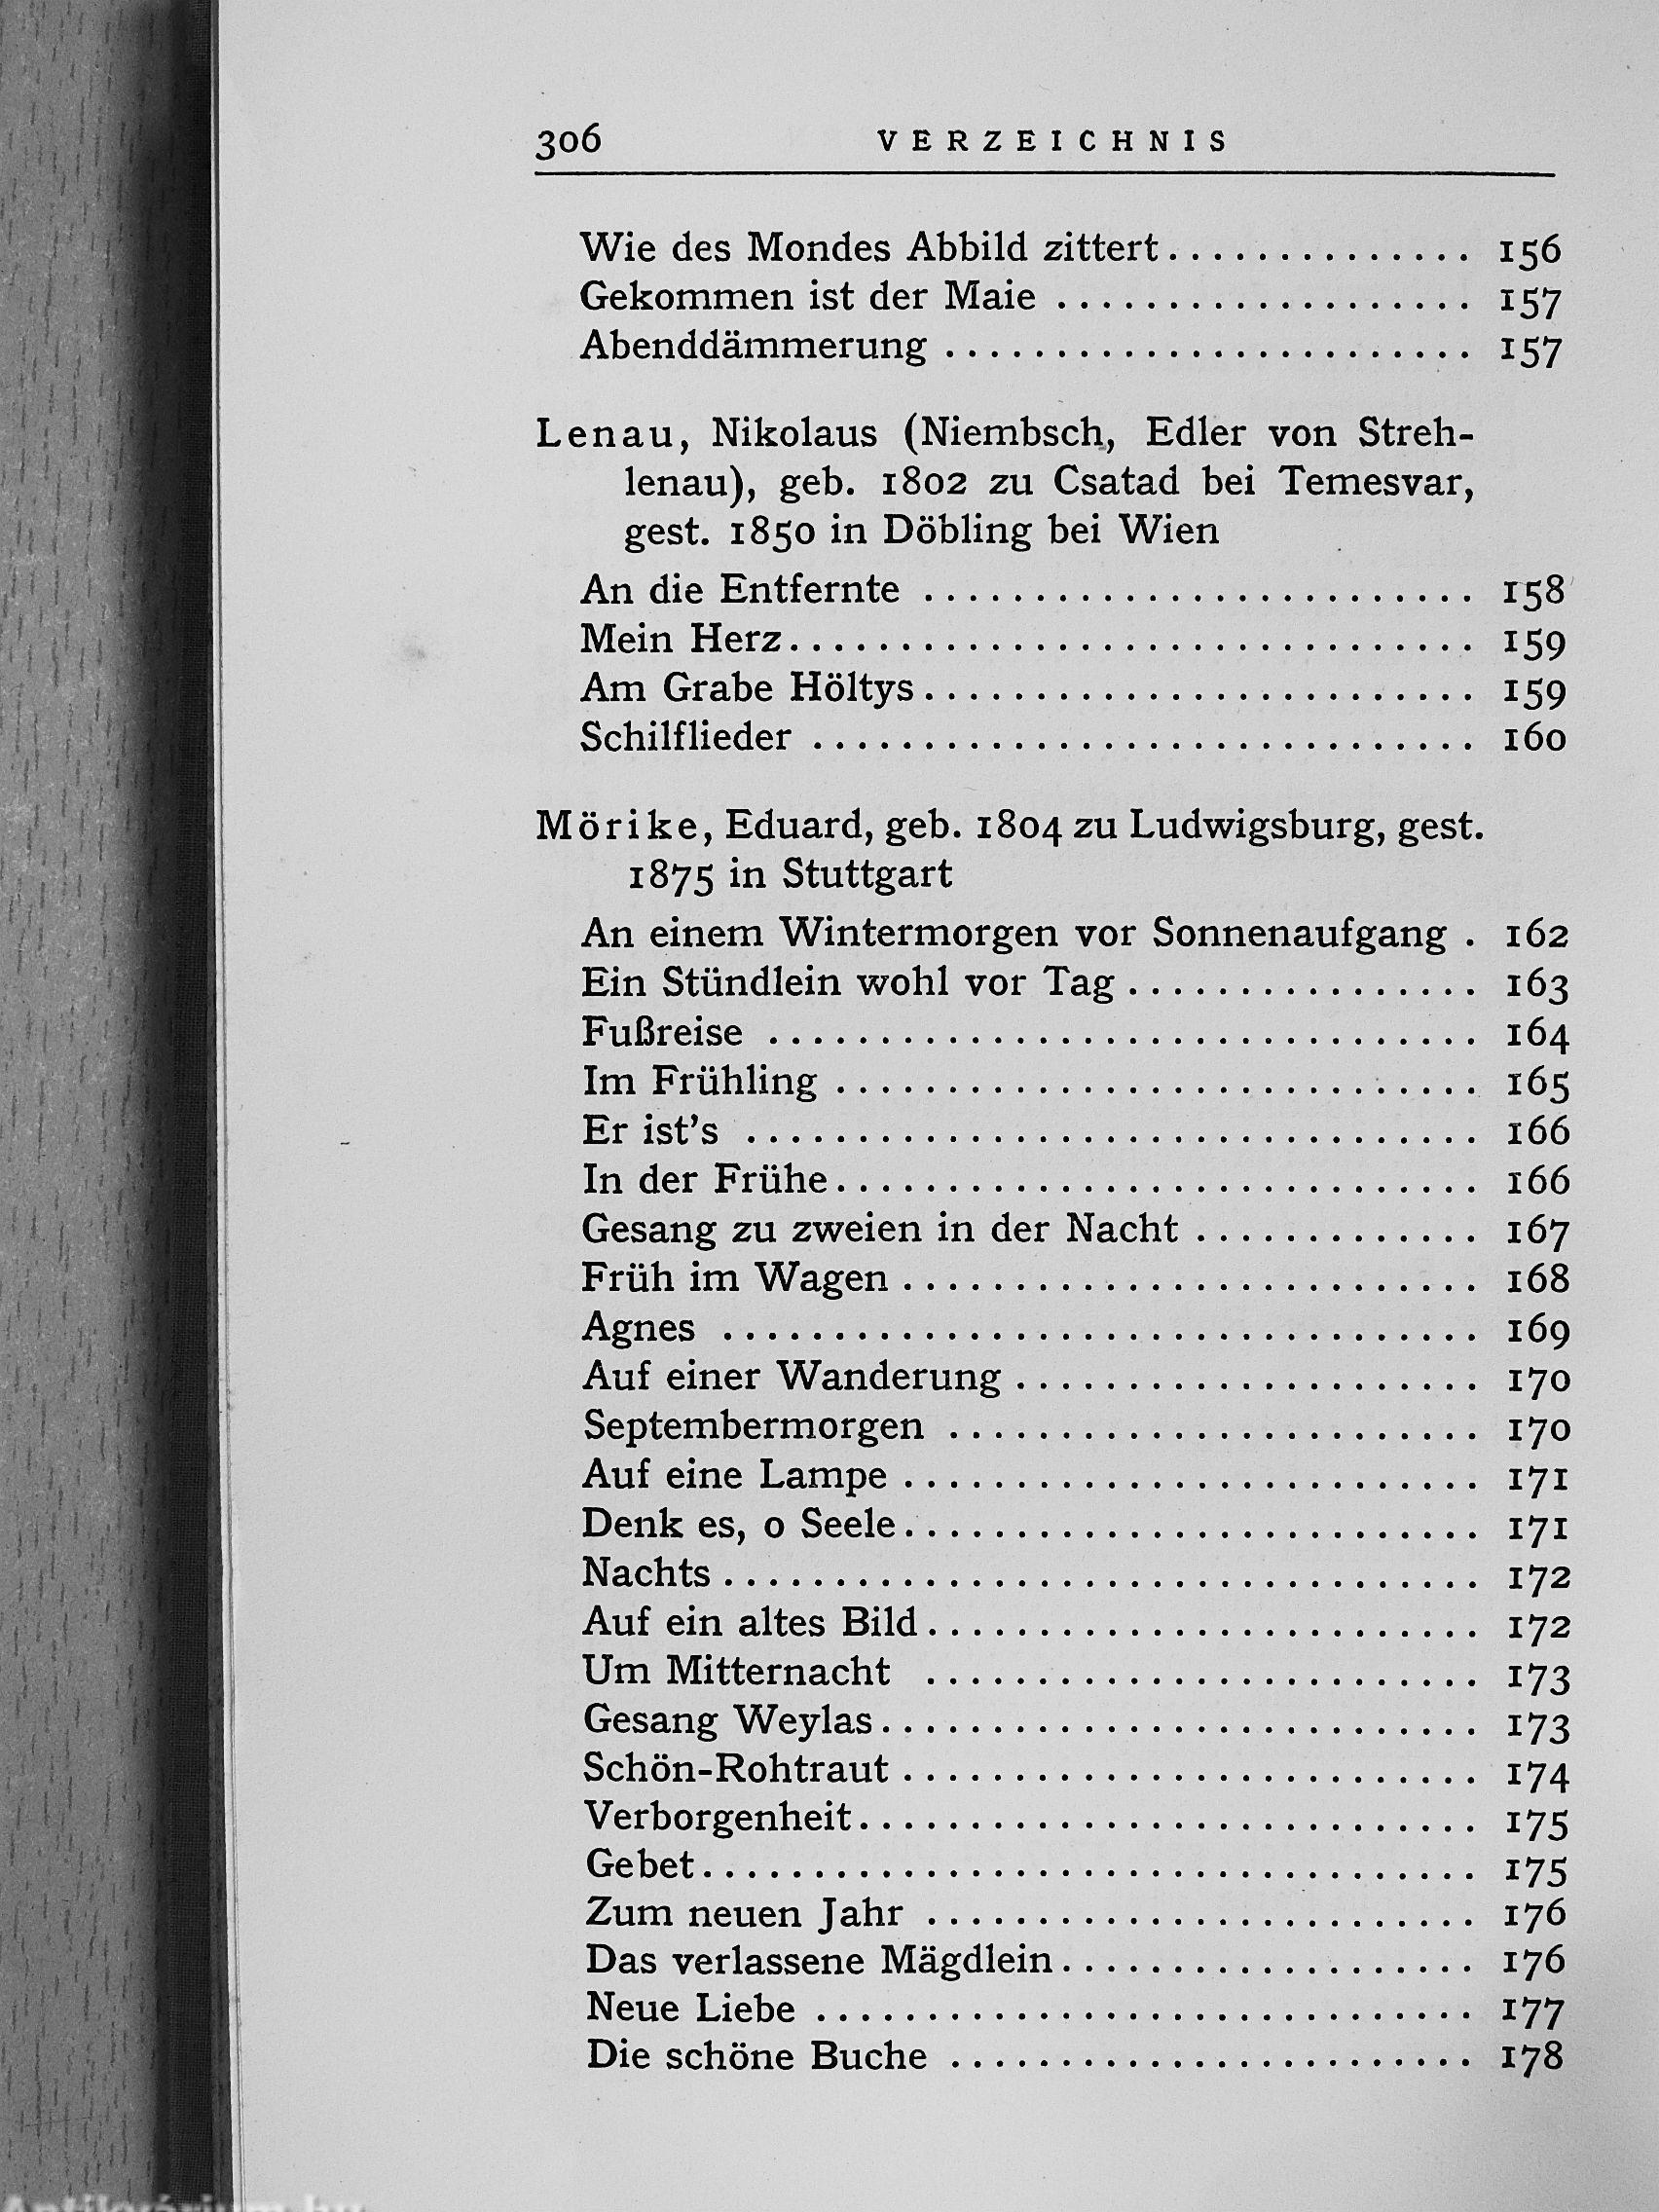 306 VERZEICHNIS
Wie des Mondes Abbild zittert.............. 156
Gekommen ist der Maie ................... 157
Abenddämmerung ........................ 157
Lenau, Nikolaus (Niembsch, Edler von Streh-
lenau), geb. 1802 zu Csatad bei Temesvar,
gest. 1850 in Döbling bei Wien
An die Entfernte ......................... 158
Mein Herz............................... 159
Am Grabe Höltys......................... 159
Schilflieder .............................. 160
Mörike, Eduard, geb. 1804 zu Ludwigsburg, gest.
1875 in Stuttgart
An einem Wintermorgen vor Sonnenaufgang . 162
Ein Stündlein wohl vor Tag ................ 163
Fußreise ................................ 164
Im Frühling ............................. 165
Er ist's ................................. 166
In der Frühe............................. 166
Gesang zu zweien in der Nacht ............. 167
Früh im Wagen .......................... 168
Agnes .................................. 169
Auf einer Wanderung ..................... 170
Septembermorgen ........................ 170
Auf eine Lampe .......................... 171
Denk es, o Seele.......................... 171
Nachts .................................. 172
Auf ein altes Bild......................... 172
Um Mitternacht ......................... 173
Gesang Weylas........................... 173
Schön-Rohtraut .......................... 174
Verborgenheit............................ 175
Gebet................................... 175
Zum neuen Jahr ......................... 176
Das verlassene Mägdlein................... 176
Neue Liebe .............................. 177
Die schöne Buche ........................ 178